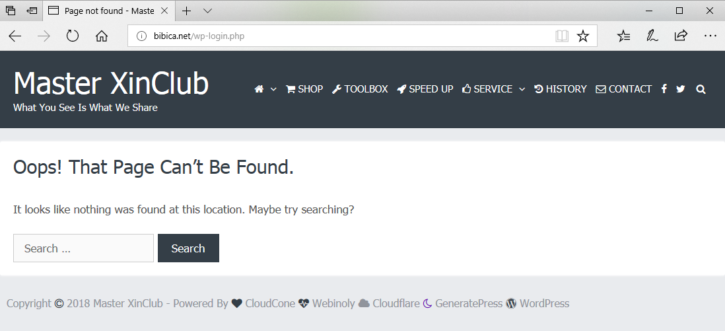 Page not found - Maste
bibica.net/wp-login.php
Master XinClub
What You See Is What We Share
SHOP TOOLBOX SPEED UP SERVICE HISTORY CONTACT
Oops! That Page Can’t Be Found.
It looks like nothing was found at this location. Maybe try searching?
Search ... Search
Copyright © 2018 Master XinClub - Powered By CloudCone Webinoly Cloudflare GeneratePress WordPress